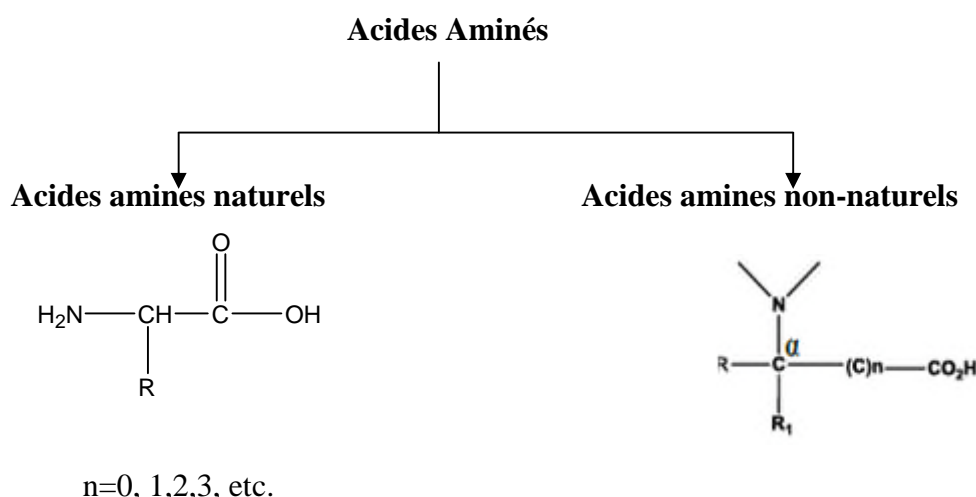 Acides Aminés
Acides amines naturels
Acides amines non-naturels
O
H₂N CH C OH
R
N
α
R C (C)n CO₂H
R₁
n=0, 1,2,3, etc.